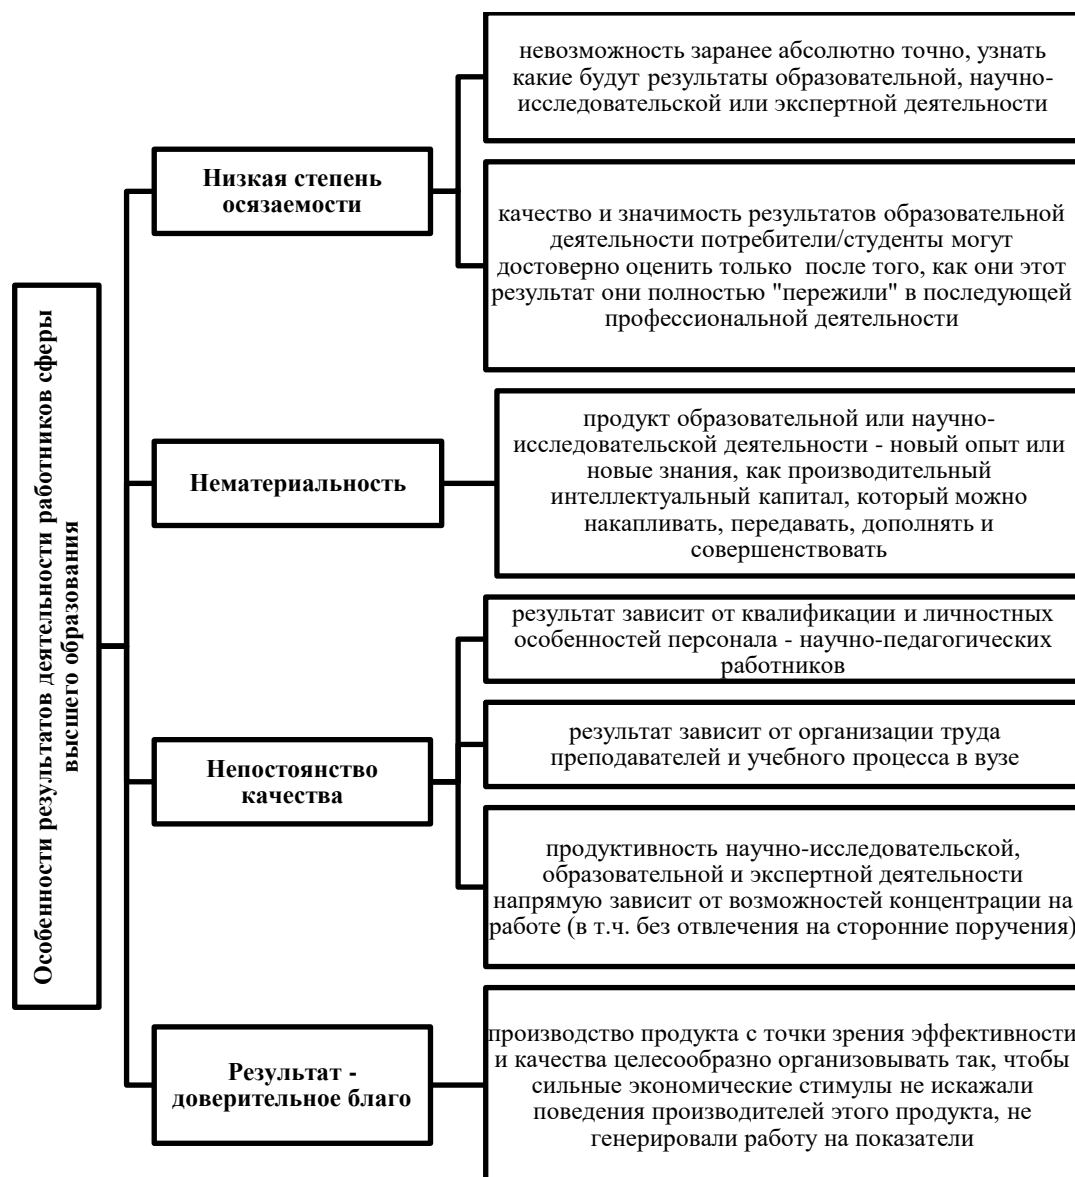 Особенности результатов деятельности работников сферы
высшего образования
Низкая степень
осязаемости
невозможность заранее абсолютно точно, узнать
какие будут результаты образовательной, научно-
исследовательской или экспертной деятельности
качество и значимость результатов образовательной
деятельности потребители/студенты могут
достоверно оценить только  после того, как они этот
результат они полностью "пережили" в последующей
профессиональной деятельности
Нематериальность
продукт образовательной или научно-
исследовательской деятельности - новый опыт или
новые знания, как производительный
интеллектуальный капитал, который можно
накапливать, передавать, дополнять и
совершенствовать
Непостоянство
качества
результат зависит от квалификации и личностных
особенностей персонала - научно-педагогических
работников
результат зависит от организации труда
преподавателей и учебного процесса в вузе
продуктивность научно-исследовательской,
образовательной и экспертной деятельности
напрямую зависит от возможностей концентрации на
работе (в т.ч. без отвлечения на сторонние поручения)
Результат -
доверительное благо
производство продукта с точки зрения эффективности
и качества целесообразно организовывать так, чтобы
сильные экономические стимулы не искажали
поведения производителей этого продукта, не
генерировали работу на показатели